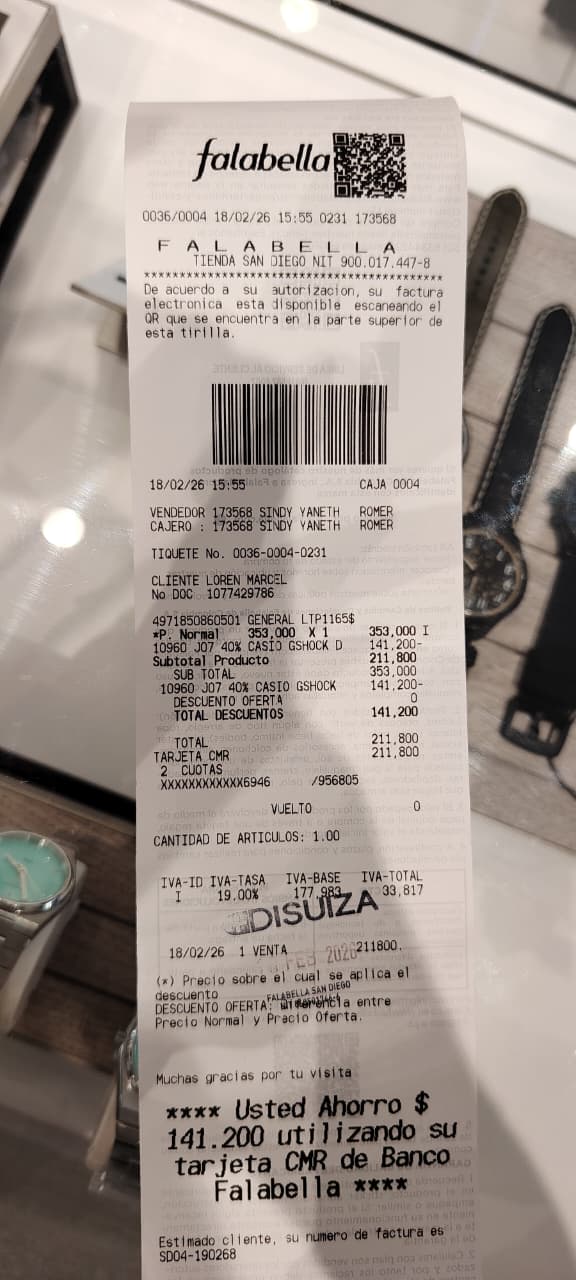 falabella
0036/0004 18/02/26 15:55 0231 173568
F A L A B E L L A
TIENDA SAN DIEGO NIT 900.017.447-8
****************************************
De acuerdo a su autorizacion, su factura
electronica esta disponible escaneando el
QR que se encuentra en la parte superior de
esta tirilla.
18/02/26 15:55 CAJA 0004
VENDEDOR 173568 SINDY YANETH ROMER
CAJERO : 173568 SINDY YANETH ROMER
TIQUETE No. 0036-0004-0231
CLIENTE LOREN MARCEL
No DOC 1077429786
4971850860501 GENERAL LTP1165$
*P. Normal 353,000 X 1 353,000 I
10960 J07 40% CASIO GSHOCK D 141,200-
Subtotal Producto 211,800
SUB TOTAL 353,000
10960 J07 40% CASIO GSHOCK 141,200-
DESCUENTO OFERTA 0
TOTAL DESCUENTOS 141,200
TOTAL 211,800
TARJETA CMR 211,800
2 CUOTAS
XXXXXXXXXXXX6946 /956805
VUELTO 0
CANTIDAD DE ARTICULOS: 1.00
IVA-ID IVA-TASA IVA-BASE IVA-TOTAL
I 19.00% 177,983 33,817
DISUIZA
18/02/26 1 VENTA 211800.
FEB 2026
(*) Precio sobre el cual se aplica el
descuento
FALABELLA SAN DIEGO
DESCUENTO OFERTA: Diferencia entre
Precio Normal y Precio Oferta.
Muchas gracias por tu visita
**** Usted Ahorro $
141.200 utilizando su
tarjeta CMR de Banco
Falabella ****
Estimado cliente, su numero de factura es
SD04-190268